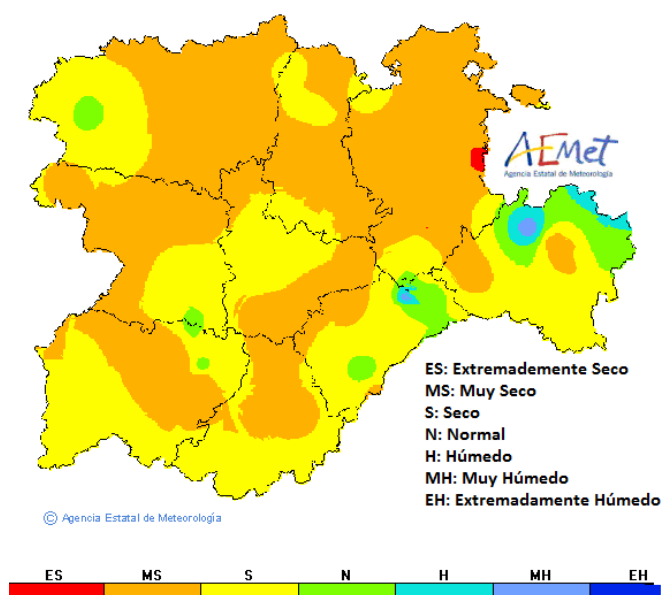 AEMet
Agencia Estatal de Meteorología
ES: Extremademente Seco
MS: Muy Seco
S: Seco
N: Normal
H: Húmedo
MH: Muy Húmedo
EH: Extremadamente Húmedo
© Agencia Estatal de Meteorología
ES MS S N H MH EH